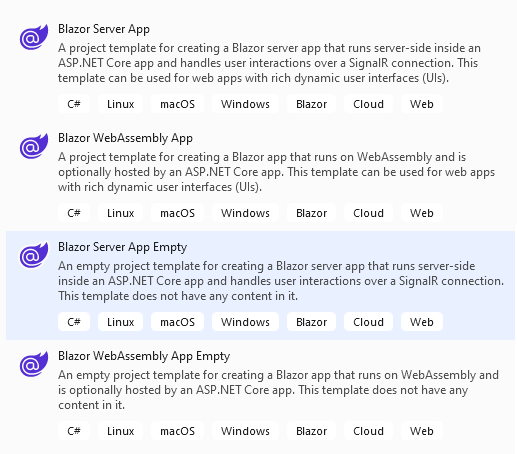 Blazor Server App
A project template for creating a Blazor server app that runs server-side inside an
ASP.NET Core app and handles user interactions over a SignalR connection. This
template can be used for web apps with rich dynamic user interfaces (UIs).
C# Linux macOS Windows Blazor Cloud Web
Blazor WebAssembly App
A project template for creating a Blazor app that runs on WebAssembly and is
optionally hosted by an ASP.NET Core app. This template can be used for web apps
with rich dynamic user interfaces (UIs).
C# Linux macOS Windows Blazor Cloud Web
Blazor Server App Empty
An empty project template for creating a Blazor server app that runs server-side
inside an ASP.NET Core app and handles user interactions over a SignalR connection.
This template does not have any content in it.
C# Linux macOS Windows Blazor Cloud Web
Blazor WebAssembly App Empty
An empty project template for creating a Blazor app that runs on WebAssembly and
is optionally hosted by an ASP.NET Core app. This template does not have any
content in it.
C# Linux macOS Windows Blazor Cloud Web